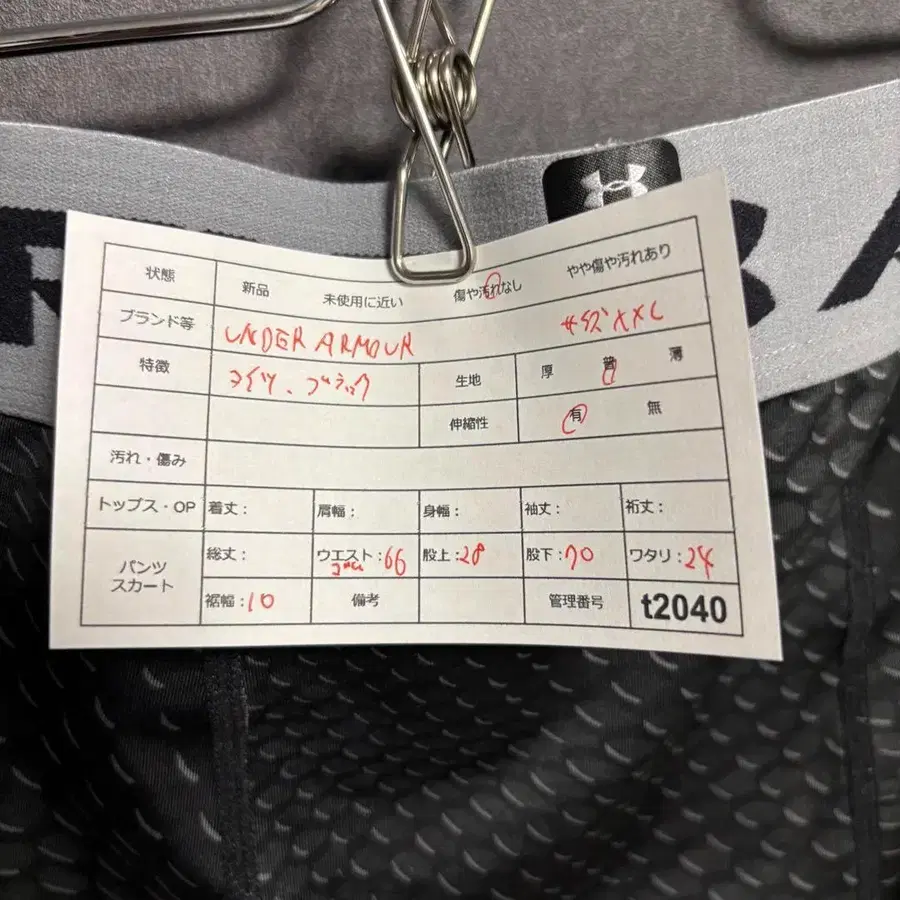 状態 新品 未使用に近い 傷や汚れなし やや傷や汚れあり
ブランド等 UNDER ARMOUR サイズ XXL
特徴 タイツ、ブラック 生地 厚 普 薄
伸縮性 有 無
汚れ・傷み
トップス・OP 着丈: 肩幅: 身幅: 袖丈: 裄丈:
パンツ スカート 総丈: ウエスト:66 股上:28 股下:70 ワタリ:24
ゴム
裾幅:10 備考 管理番号 t2040